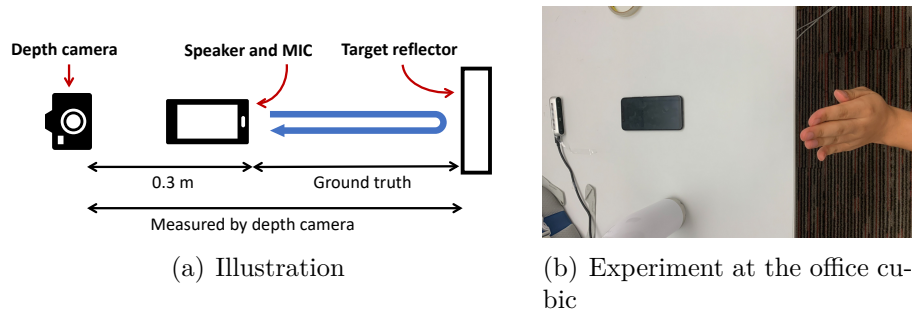 Depth camera
Speaker and MIC
Target reflector
0.3 m
Ground truth
Measured by depth camera
(a) Illustration
(b) Experiment at the office cu-
bic